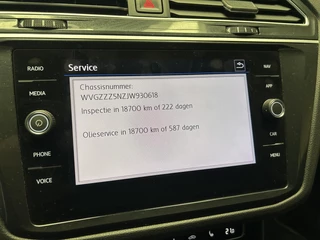 RADIO
MEDIA
PHONE
VOICE
Service
Chassisnummer:
WVGZZZ5NZJW930618
Inspectie in 18700 km of 222 dagen
Olieservice in 18700 km of 587 dagen
NAV
APP
CAR
MENU